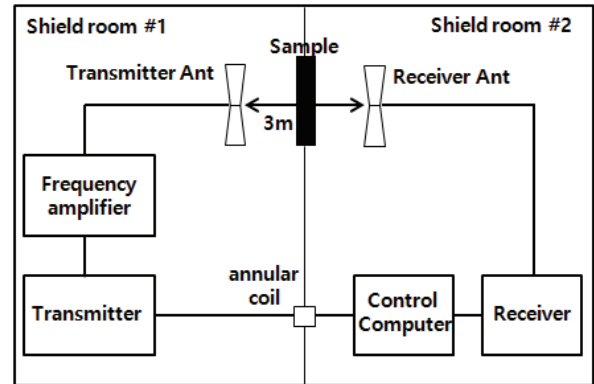 Shield room #1
Shield room #2
Sample
Transmitter Ant
Receiver Ant
3m
Frequency
amplifier
annular
coil
Transmitter
Control
Computer
Receiver